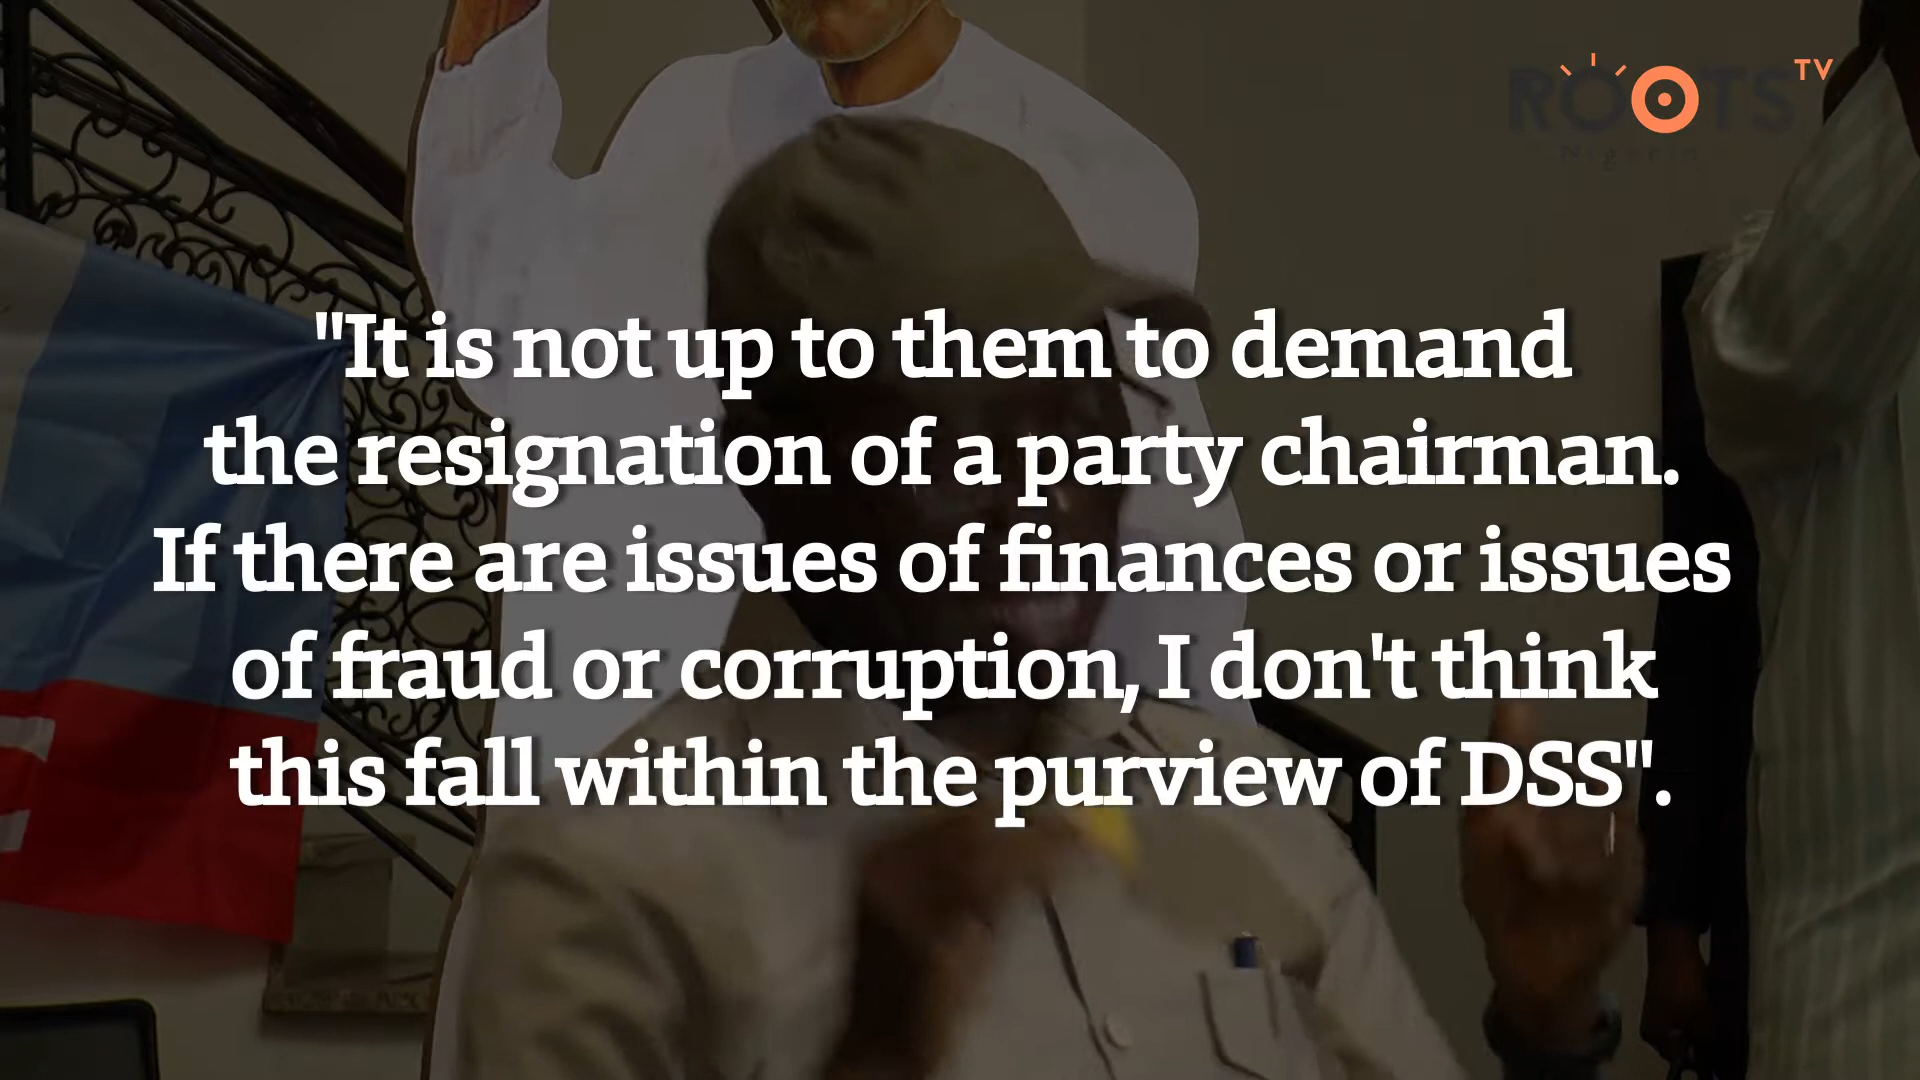 ROOTS TV
Nigeria
"It is not up to them to demand
the resignation of a party chairman.
If there are issues of finances or issues
of fraud or corruption, I don't think
this fall within the purview of DSS".